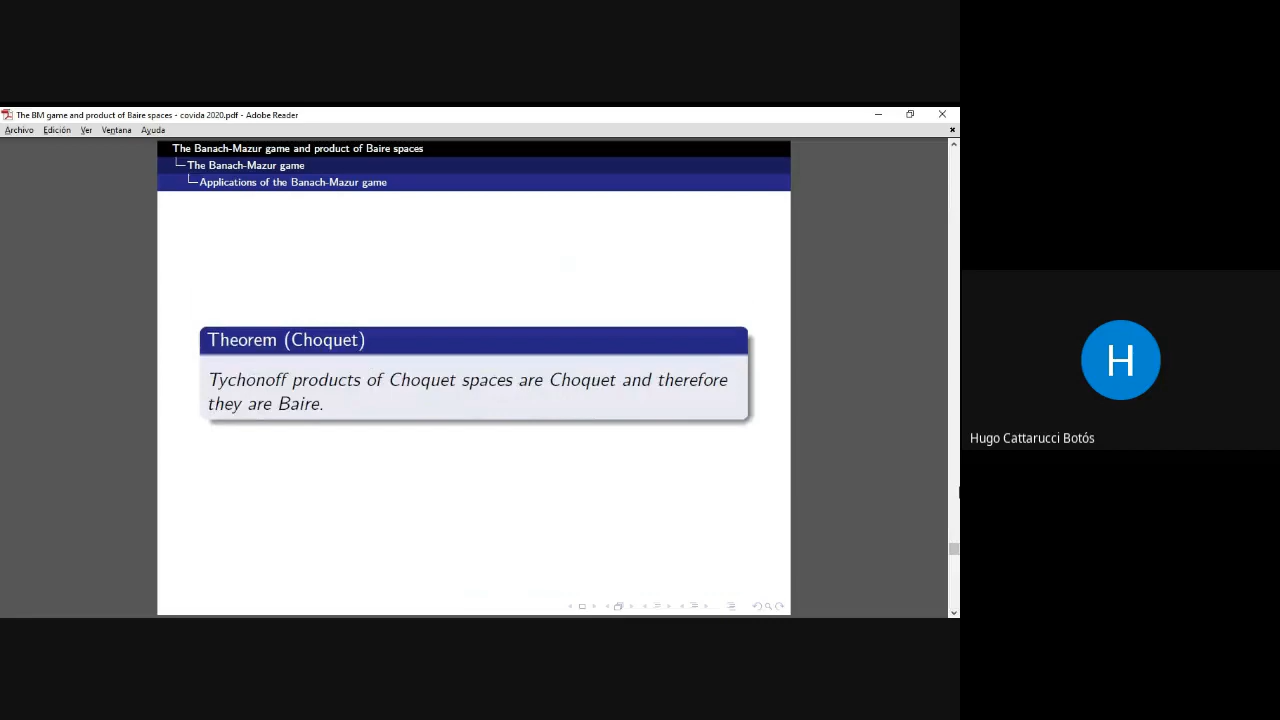 The BM game and product of Baire spaces - covida 2020.pdf - Adobe Reader
Archivo Edición Ver Ventana Ayuda
The Banach-Mazur game and product of Baire spaces
The Banach-Mazur game
Applications of the Banach-Mazur game
Theorem (Choquet)
Tychonoff products of Choquet spaces are Choquet and therefore
they are Baire.
H
Hugo Cattarucci Botós